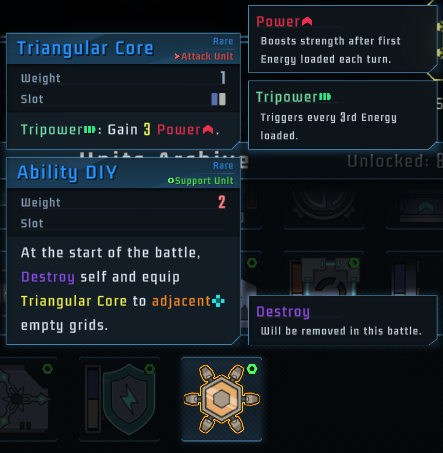 Triangular Core
Rare
Attack Unit
Weight 1
Slot
Tripower: Gain 3 Power.
Power
Boosts strength after first
Energy loaded each turn.
Tripower
Triggers every 3rd Energy
loaded.
Units Archive
Unlocked:
Ability DIY
Rare
Support Unit
Weight 2
Slot
At the start of the battle,
Destroy self and equip
Triangular Core to adjacent
empty grids.
Destroy
Will be removed in this battle.